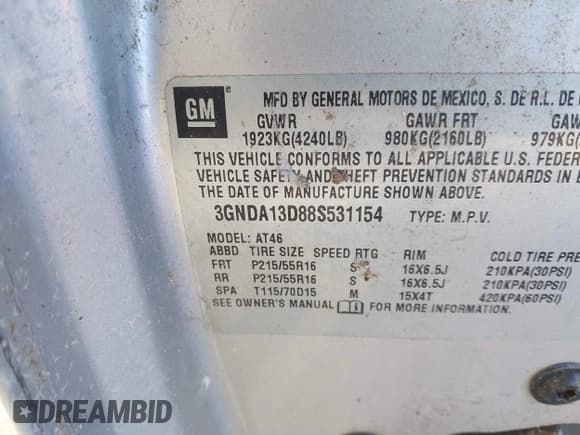 GM ®
MFD BY GENERAL MOTORS DE MEXICO, S. DE R.L. DE
GVWR GAWR FRT GAW
1923KG(4240LB) 980KG(2160LB) 979KG(
THIS VEHICLE CONFORMS TO ALL APPLICABLE U.S. FEDER
VEHICLE SAFETY AND THEFT PREVENTION STANDARDS IN E
THE DATE OF MANUFACTURE SHOWN ABOVE.
3GNDA13D88S531154 TYPE: M.P.V.
MODEL: AT46
ABBD TIRE SIZE SPEED RTG RIM COLD TIRE PRE
FRT P215/55R16 S 16X6.5J 210KPA(30PSI)
RR P215/55R16 S 16X6.5J 210KPA(30PSI)
SPA T115/70D15 M 15X4T 420KPA(60PSI)
SEE OWNER'S MANUAL FOR MORE INFORMATION.
DREAMBID